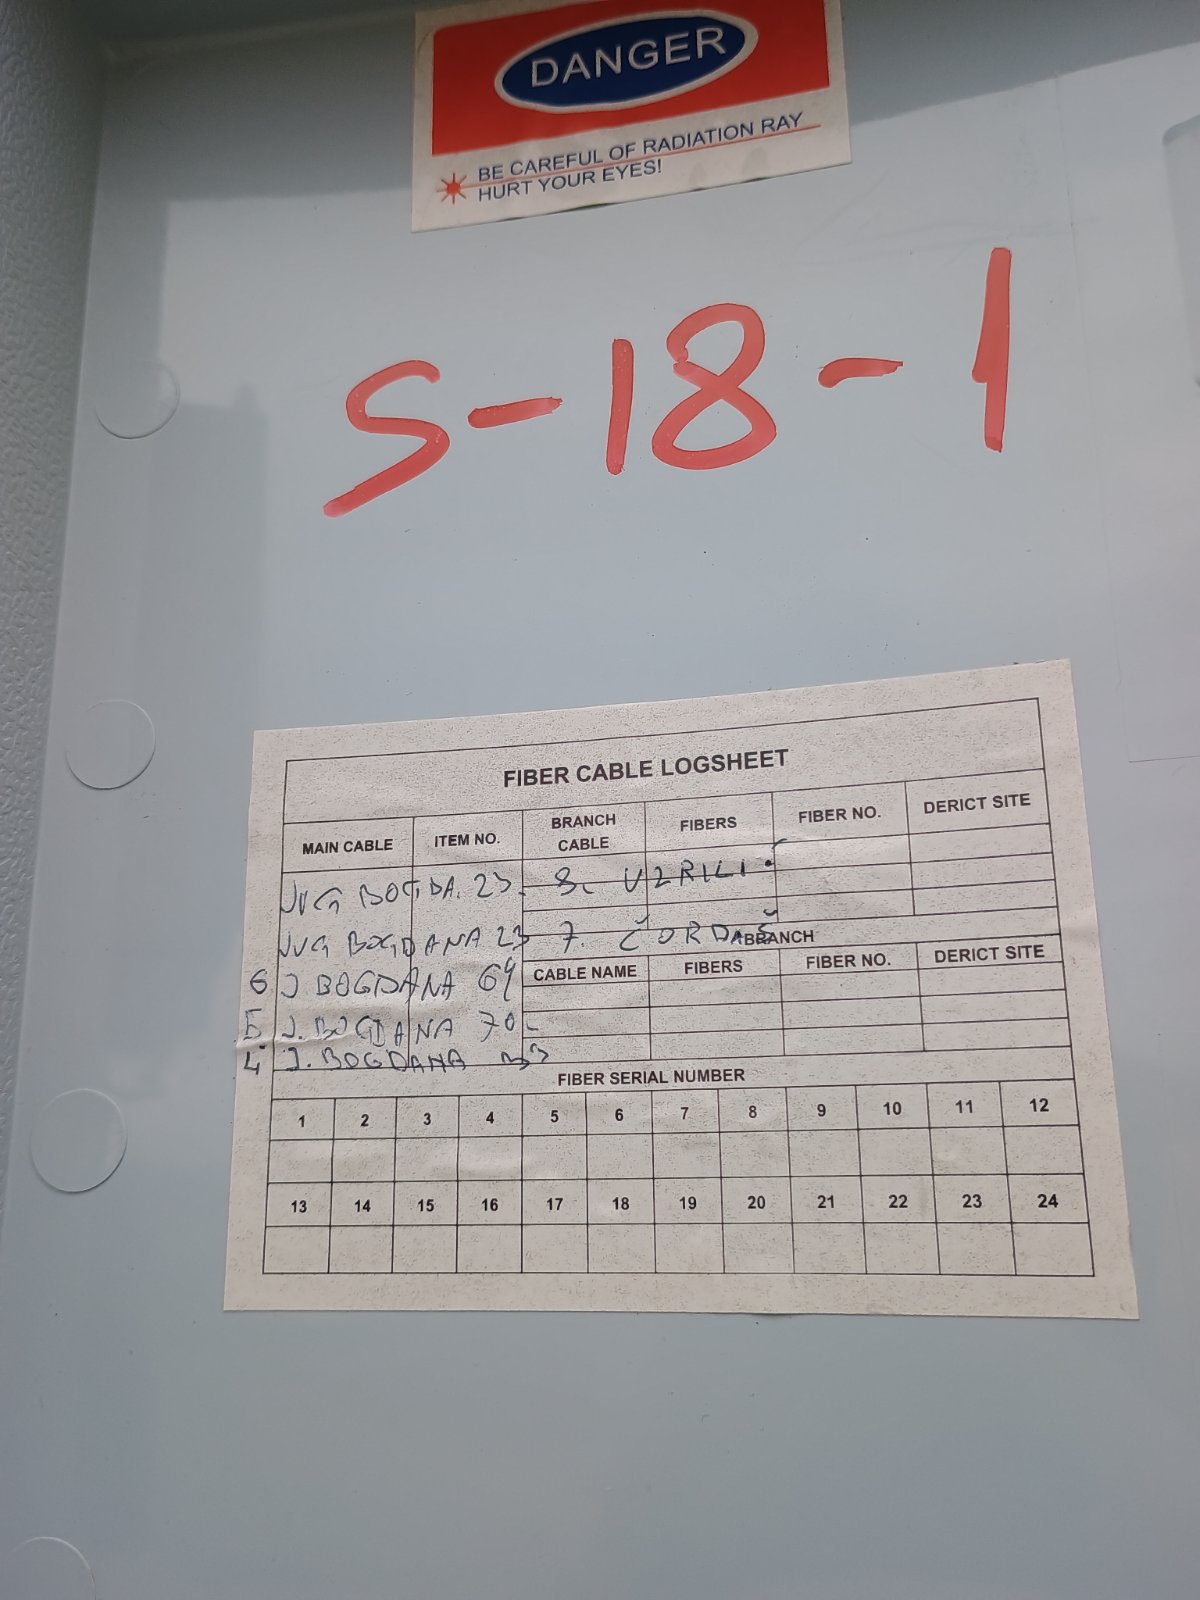 DANGER
BE CAREFUL OF RADIATION RAY
HURT YOUR EYES!
S-18-1
FIBER CABLE LOGSHEET
MAIN CABLE ITEM NO. BRANCH CABLE FIBERS FIBER NO. DERICT SITE
JUG BOGDA. 23. 8.
JUG BOGDANA 23 7. ČORDAŠ
BRANCH
6 J BOGDANA 69
CABLE NAME FIBERS FIBER NO. DERICT SITE
5 J. BOGDANA 70
4 J. BOGDANA
FIBER SERIAL NUMBER
1 2 3 4 5 6 7 8 9 10 11 12
13 14 15 16 17 18 19 20 21 22 23 24